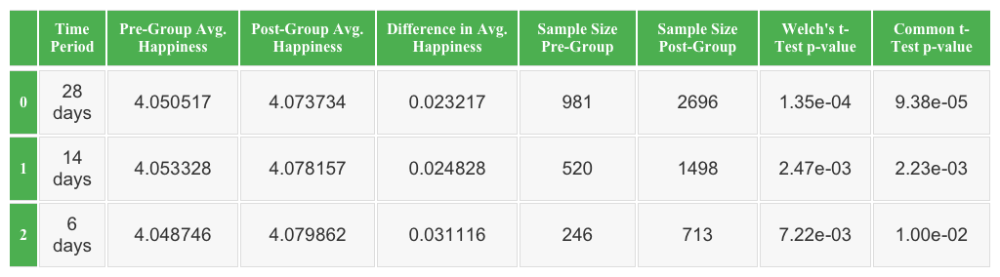 Time Period Pre-Group Avg. Happiness Post-Group Avg. Happiness Difference in Avg. Happiness Sample Size Pre-Group Sample Size Post-Group Welch's t-Test p-value Common t-Test p-value
0 28 days 4.050517 4.073734 0.023217 981 2696 1.35e-04 9.38e-05
1 14 days 4.053328 4.078157 0.024828 520 1498 2.47e-03 2.23e-03
2 6 days 4.048746 4.079862 0.031116 246 713 7.22e-03 1.00e-02